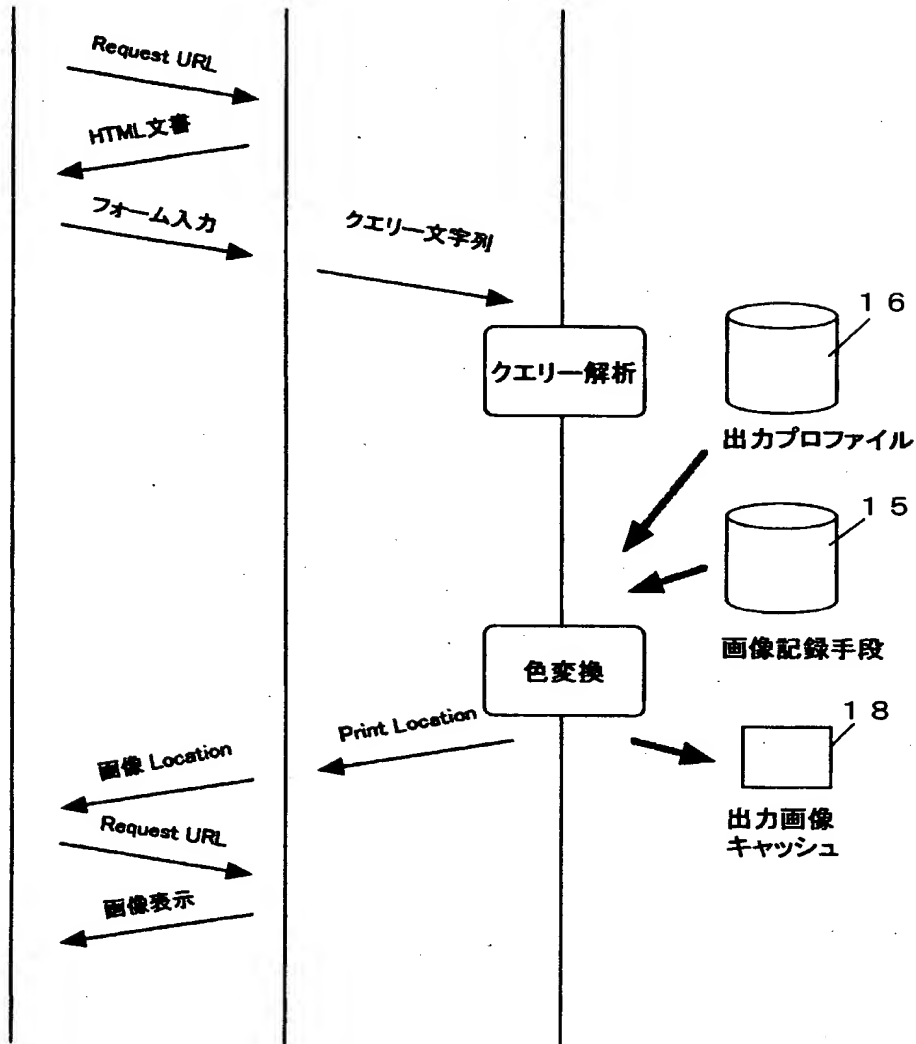 Request URL
HTML文書
フォーム入力
クエリー文字列
クエリー解析
16
出力プロファイル
15
画像記録手段
色変換
Print Location
18
出力画像
キャッシュ
画像 Location
Request URL
画像表示